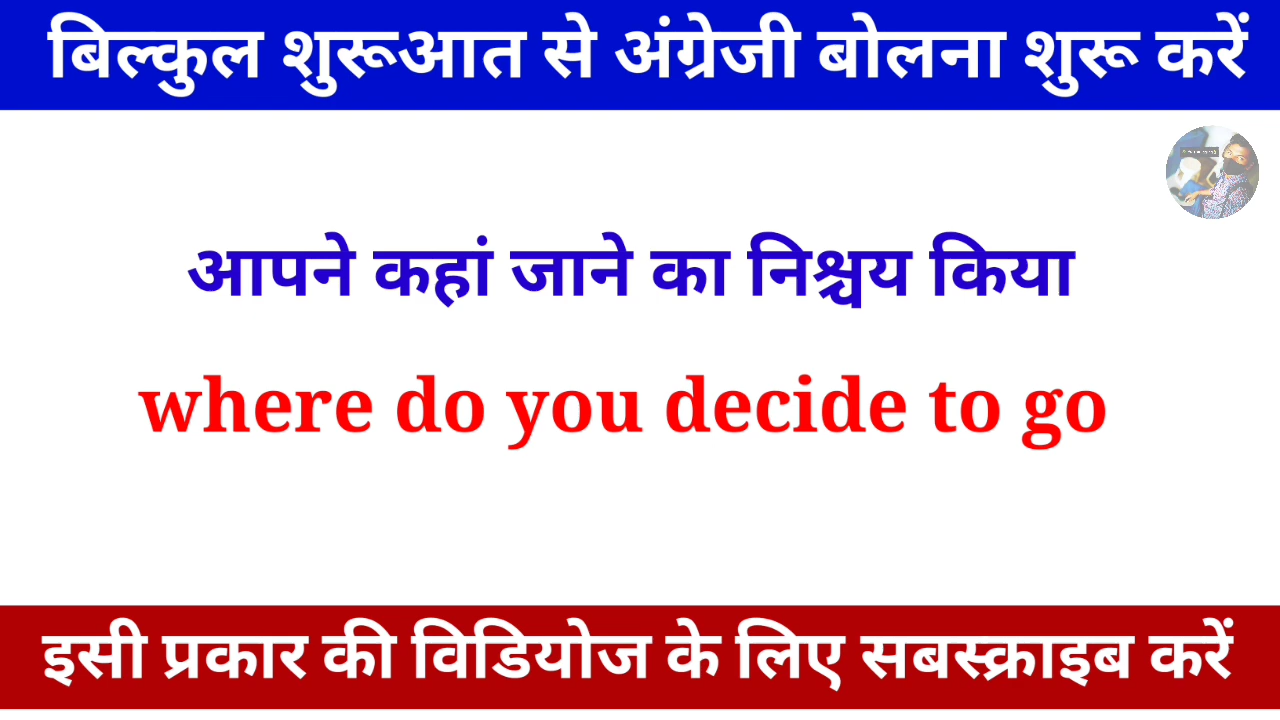 बिल्कुल शुरूआत से अंग्रेजी बोलना शुरू करें
आपने कहां जाने का निश्चय किया
where do you decide to go
इसी प्रकार की विडियोज के लिए सबस्क्राइब करें